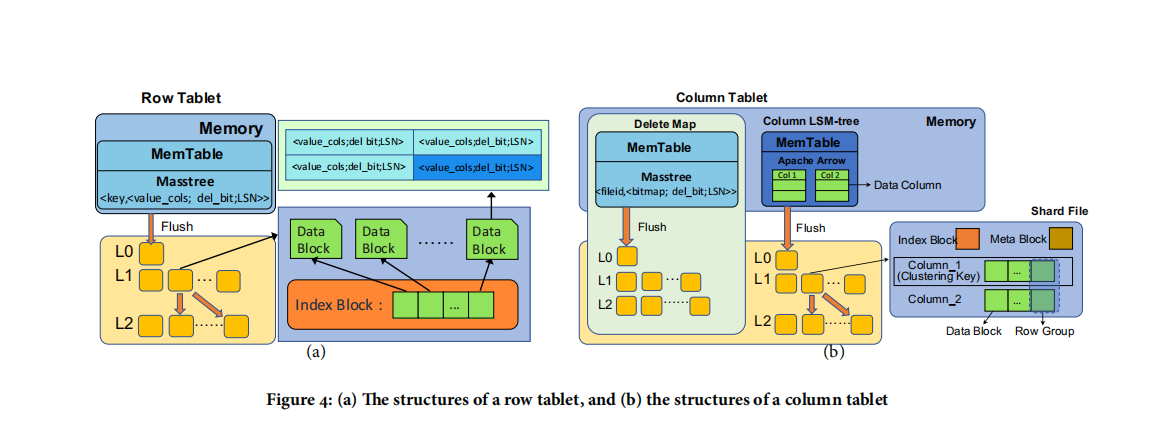 Row Tablet
Memory
MemTable
Masstree
<key,<value_cols; del_bit;LSN>>
Flush
L0
L1
...
L2
......
<value_cols;del bit;LSN>
<value_cols;del_bit;LSN>
<value_cols;del bit;LSN>
<value_cols;del_bit;LSN>
Data Block
Data Block
......
Data Block
Index Block :
...
(a)
Column Tablet
Delete Map
MemTable
Masstree
<fileid,<bitmap; del_bit;LSN>>
Flush
L0
L1
...
L2
......
Column LSM-tree
Memory
MemTable
Apache Arrow
Col 1
Col 2
Data Column
Flush
L0
L1
...
L2
......
Shard File
Index Block
Meta Block
Column_1
(Clustering Key)
...
Column_2
...
Data Block
Row Group
(b)
Figure 4: (a) The structures of a row tablet, and (b) the structures of a column tablet